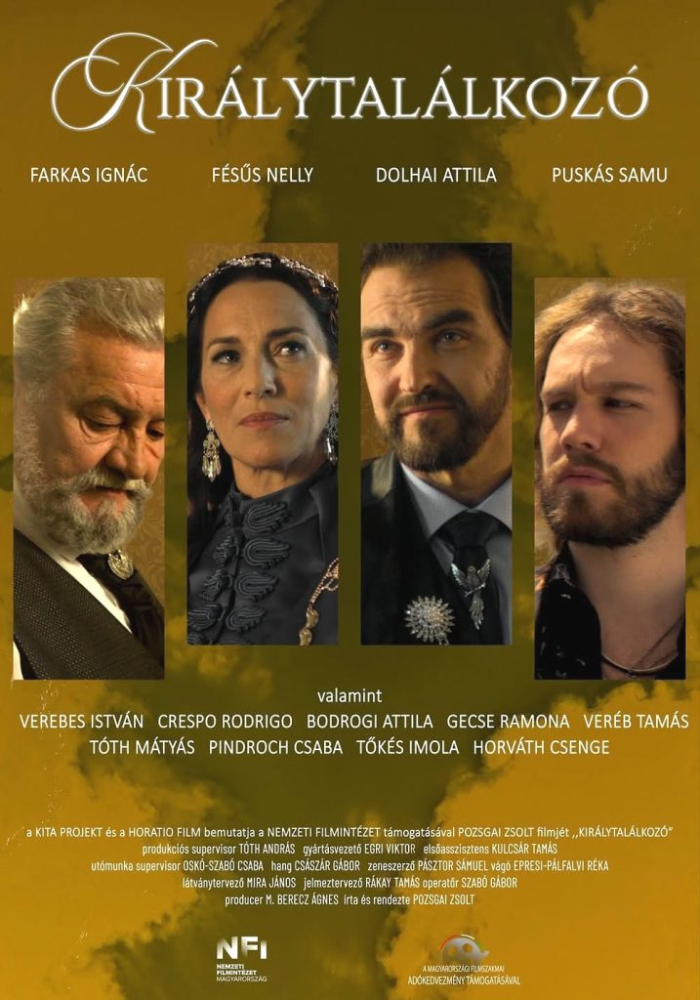 KIRÁLYTALÁLKOZÓ
FARKAS IGNÁC FÉSŰS NELLY DOLHAI ATTILA PUSKÁS SAMU
valamint
VEREBES ISTVÁN CRESPO RODRIGO BODROGI ATTILA GECSE RAMONA VERÉB TAMÁS
TÓTH MÁTYÁS PINDROCH CSABA TŐKÉS IMOLA HORVÁTH CSENGE
a KITA PROJEKT és a HORATIO FILM bemutatja a NEMZETI FILMINTÉZET támogatásával POZSGAI ZSOLT filmjét ,,KIRÁLYTALÁLKOZÓ”
produkciós supervisor TÓTH ANDRÁS gyártásvezető EGRI VIKTOR elsőasszisztens KULCSÁR TAMÁS
utómunka supervisor OSKÓ-SZABÓ CSABA hang CSÁSZÁR GÁBOR zeneszerző PÁSZTOR SÁMUEL vágó EPRESI-PÁLFALVI RÉKA
látványtervező MIRA JÁNOS jelmeztervező RÁKAY TAMÁS operatőr SZABÓ GÁBOR
producer M. BERECZ ÁGNES írta és rendezte POZSGAI ZSOLT
NFI
NEMZETI
FILMINTÉZET
MAGYARORSZÁG
A MAGYARORSZÁGI FILMSZAKMAI
ADÓKEDVEZMÉNY TÁMOGATÁSÁVAL